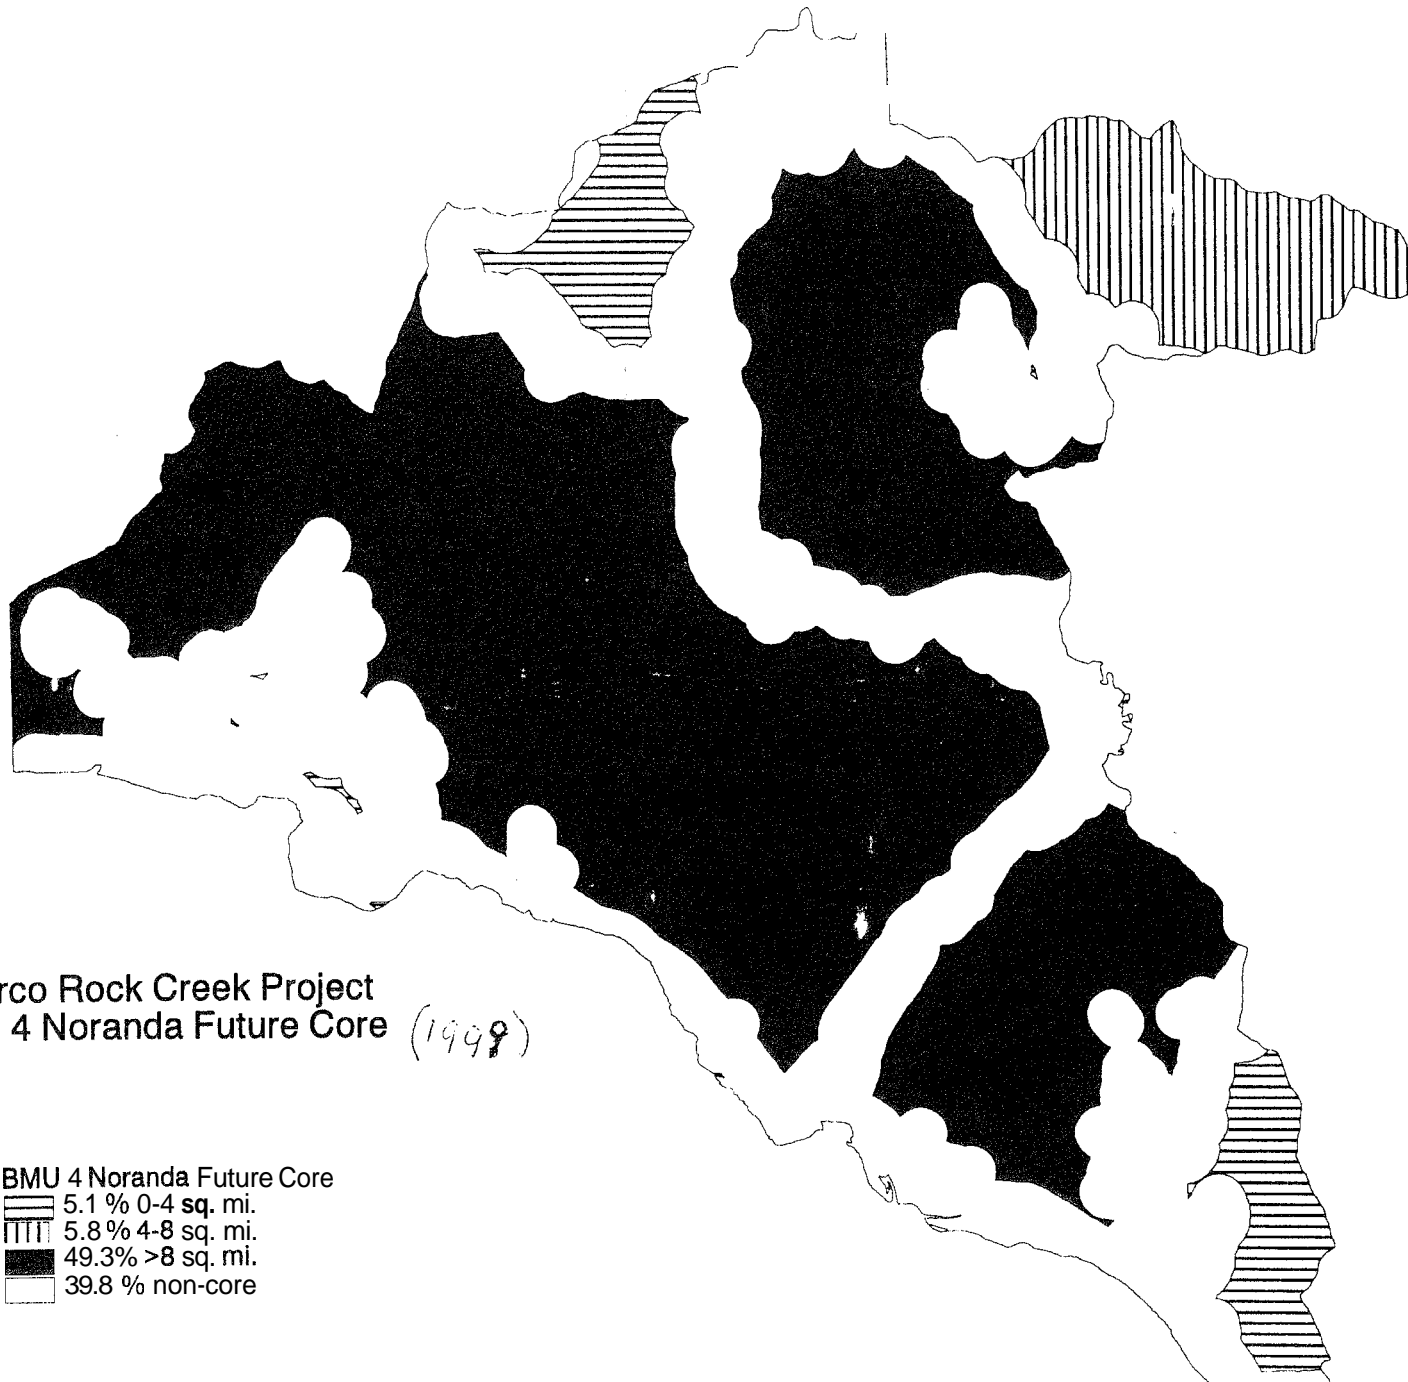 rco Rock Creek Project
4 Noranda Future Core (1999)
BMU 4 Noranda Future Core
5.1 % 0-4 sq. mi.
5.8 % 4-8 sq. mi.
49.3% >8 sq. mi.
39.8 % non-core